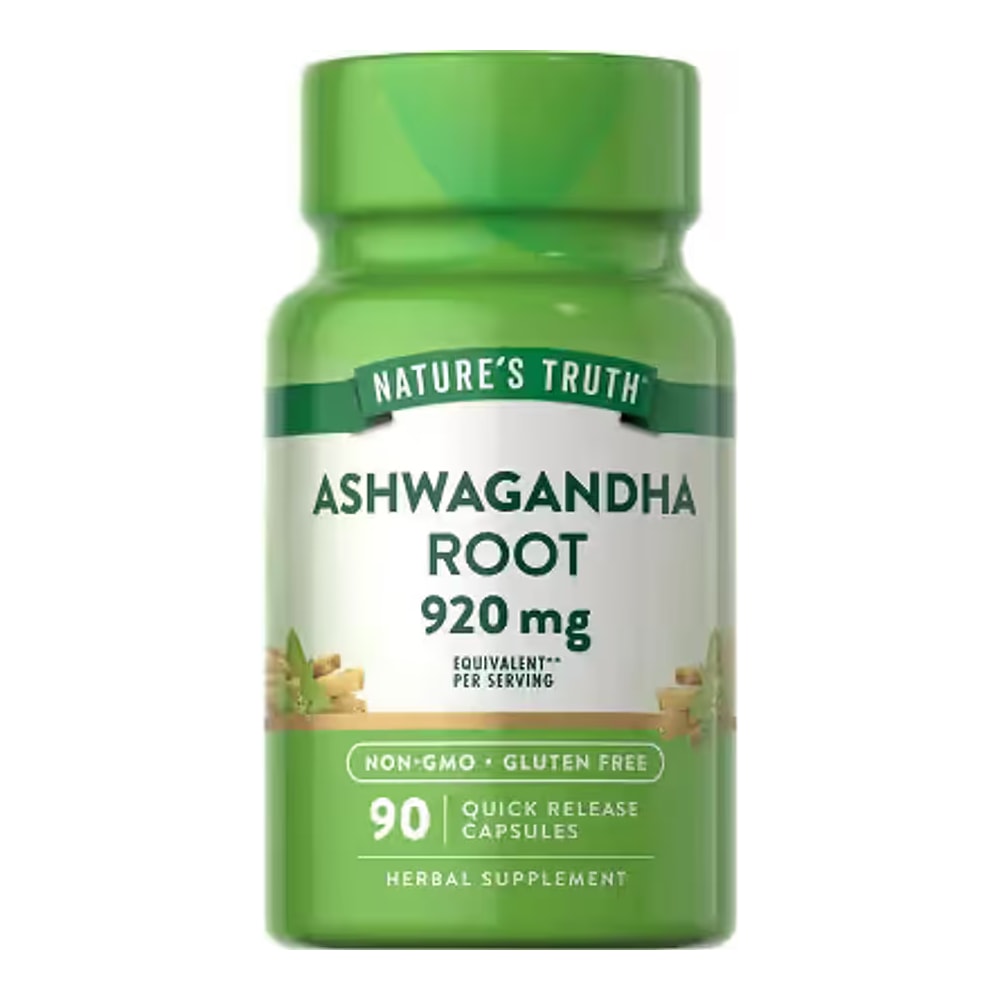 NATURE'S TRUTH
ASHWAGANDHA
ROOT
920 mg
EQUIVALENT**
PER SERVING
NON-GMO • GLUTEN FREE
90 QUICK RELEASE
CAPSULES
HERBAL SUPPLEMENT